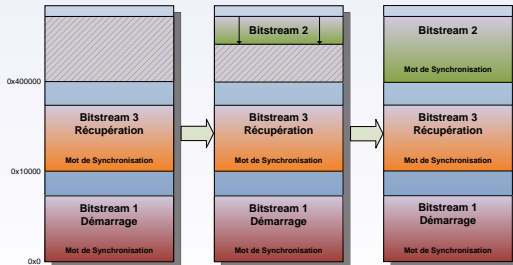 0x400000
Bitstream 3
Récupération
Mot de Synchronisation
0x10000
Bitstream 1
Démarrage
Mot de Synchronisation
0x0
Bitstream 2
Bitstream 3
Récupération
Mot de Synchronisation
Bitstream 1
Démarrage
Mot de Synchronisation
Bitstream 2
Mot de Synchronisation
Bitstream 3
Récupération
Mot de Synchronisation
Bitstream 1
Démarrage
Mot de Synchronisation